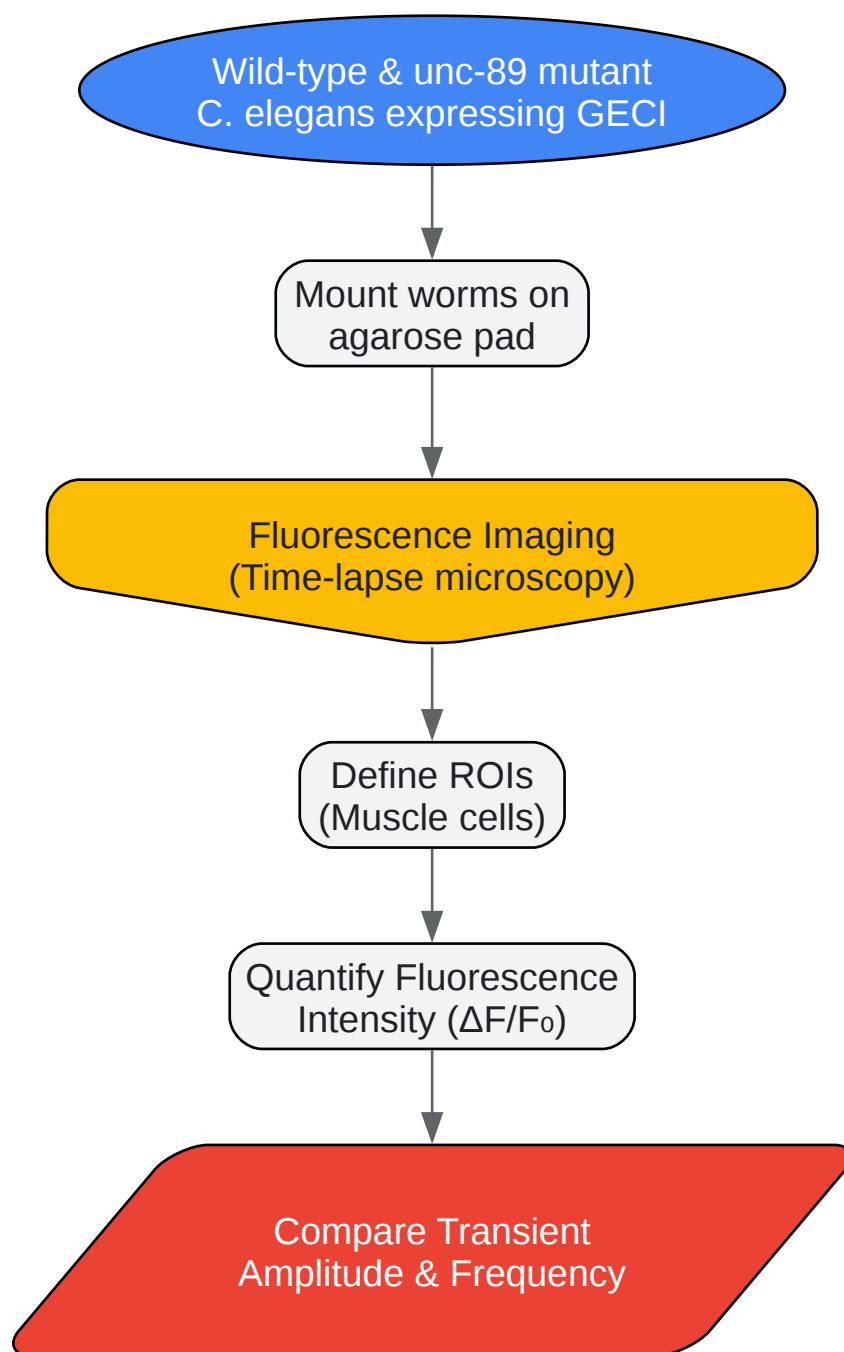 Wild-type & unc-89 mutant
C. elegans expressing GECI
Mount worms on
agarose pad
Fluorescence Imaging
(Time-lapse microscopy)
Define ROIs
(Muscle cells)
Quantify Fluorescence
Intensity (ΔF/F₀)
Compare Transient
Amplitude & Frequency